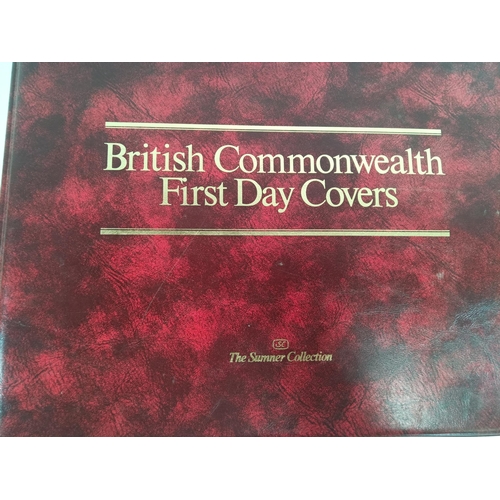 British Commonwealth
First Day Covers
SC
The Sumner Collection